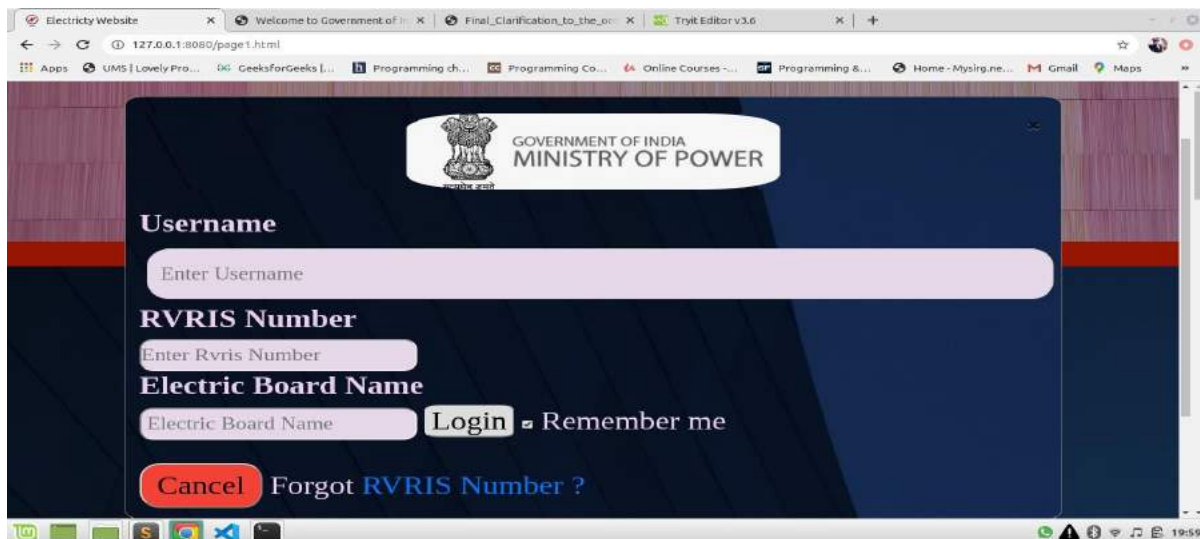 Electricty Website
Welcome to Government of In
Final_Clarification_to_the_on
Tryit Editor v3.6
127.0.0.1:8080/page1.html
Apps
UMS | Lovely Pro...
GeeksforGeeks |...
Programming ch...
Programming Co...
Online Courses -...
Programming &...
Home - Mysirg.ne...
Gmail
Maps
GOVERNMENT OF INDIA
MINISTRY OF POWER
Username
Enter Username
RVRIS Number
Enter Rvris Number
Electric Board Name
Electric Board Name
Login
Remember me
Cancel
Forgot RVRIS Number ?
19:59